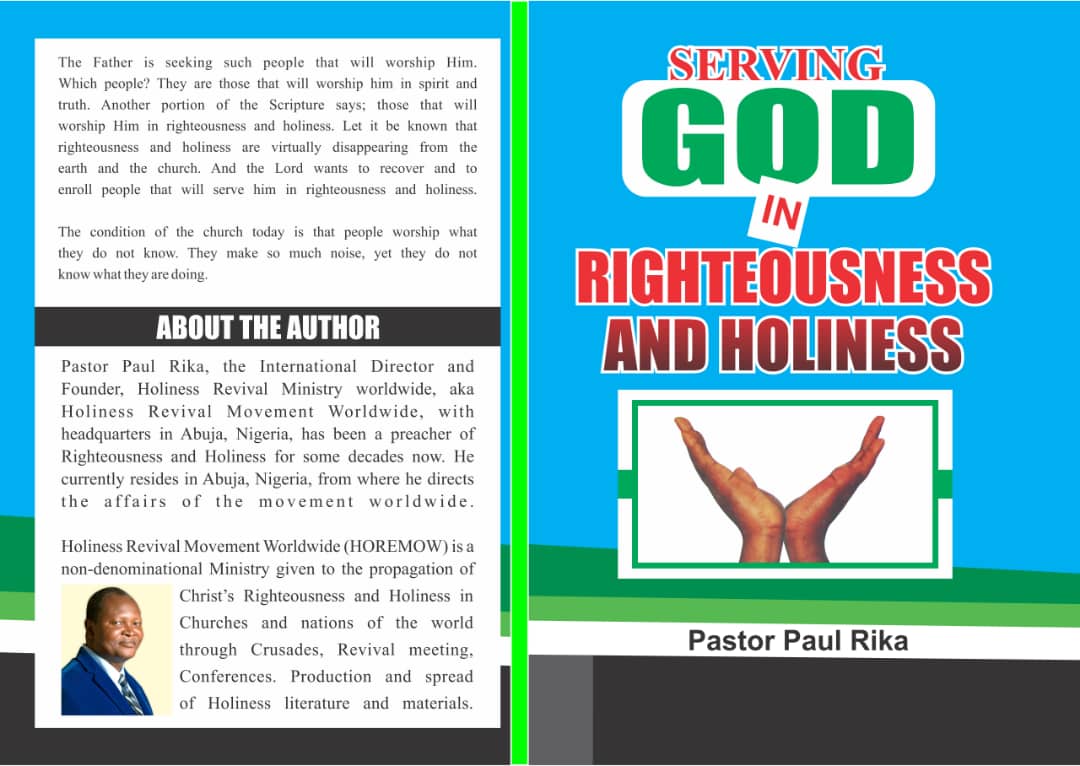 The Father is seeking such people that will worship Him.
Which people? They are those that will worship him in spirit and
truth. Another portion of the Scripture says; those that will
worship Him in righteousness and holiness. Let it be known that
righteousness and holiness are virtually disappearing from the
earth and the church. And the Lord wants to recover and to
enroll people that will serve him in righteousness and holiness.
The condition of the church today is that people worship what
they do not know. They make so much noise, yet they do not
know what they are doing.
ABOUT THE AUTHOR
Pastor Paul Rika, the International Director and
Founder, Holiness Revival Ministry worldwide, aka
Holiness Revival Movement Worldwide, with
headquarters in Abuja, Nigeria, has been a preacher of
Righteousness and Holiness for some decades now. He
currently resides in Abuja, Nigeria, from where he directs
the affairs of the movement worldwide.
Holiness Revival Movement Worldwide (HOREMOW) is a
non-denominational Ministry given to the propagation of
Christ's Righteousness and Holiness in
Churches and nations of the world
through Crusades, Revival meeting,
Conferences. Production and spread
of Holiness literature and materials.
SERVING
GOD
IN
RIGHTEOUSNESS
AND HOLINESS
Pastor Paul Rika